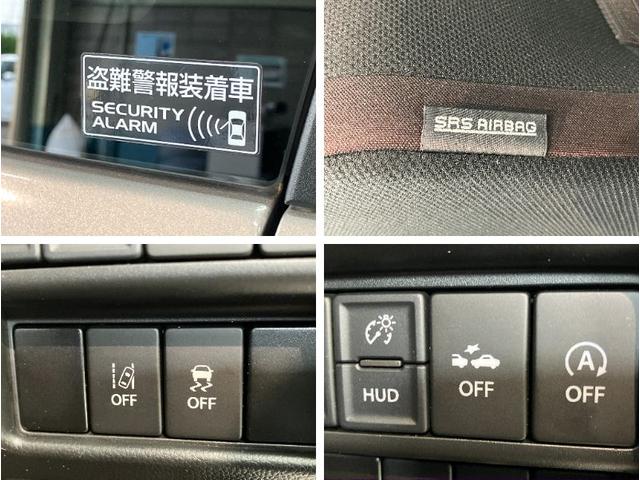 盗難警報装着車
SECURITY
ALARM
SRS AIRBAG
OFF
OFF
HUD
OFF
A
OFF